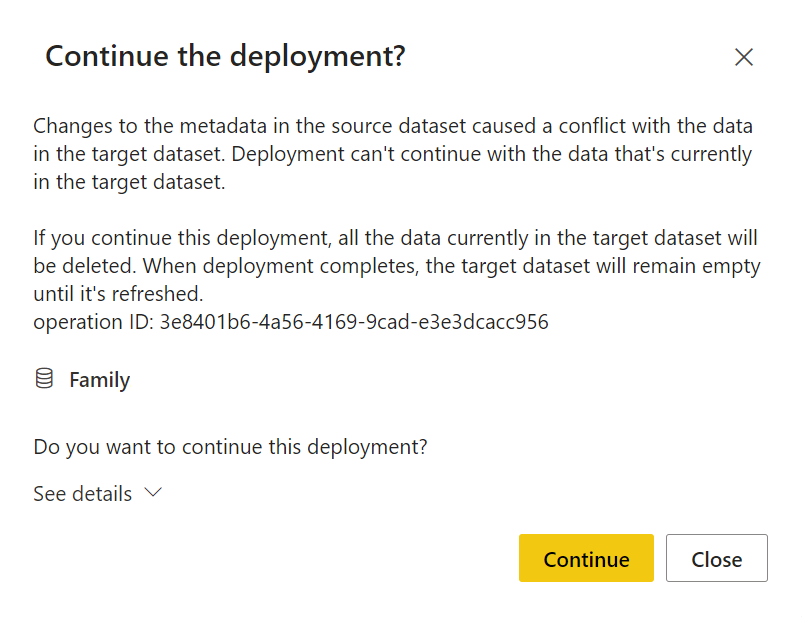 Continue the deployment?
Changes to the metadata in the source dataset caused a conflict with the data
in the target dataset. Deployment can't continue with the data that's currently
in the target dataset.
If you continue this deployment, all the data currently in the target dataset will
be deleted. When deployment completes, the target dataset will remain empty
until it's refreshed.
operation ID: 3e8401b6-4a56-4169-9cad-e3e3dcacc956
Family
Do you want to continue this deployment?
See details
Continue
Close